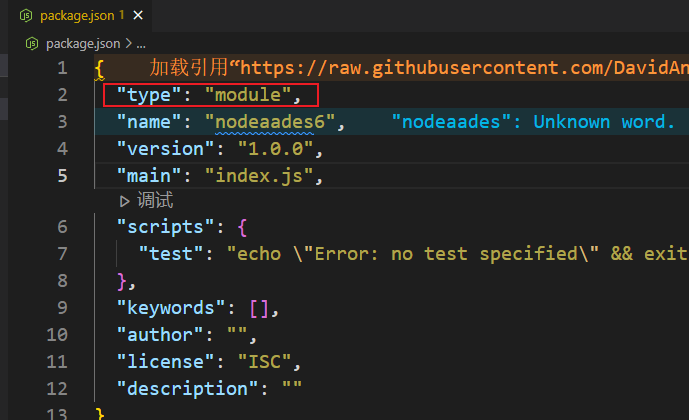 package.json 1 ×
package.json > ...
1 { 加载引用“https://raw.githubusercontent.com/DavidAn
2 "type": "module",
3 "name": "nodeaades6", "nodeaades": Unknown word.
4 "version": "1.0.0",
5 "main": "index.js",
▷ 调试
6 "scripts": {
7 "test": "echo \"Error: no test specified\" && exit
8 },
9 "keywords": [],
10 "author": "",
11 "license": "ISC",
12 "description": ""
13 }